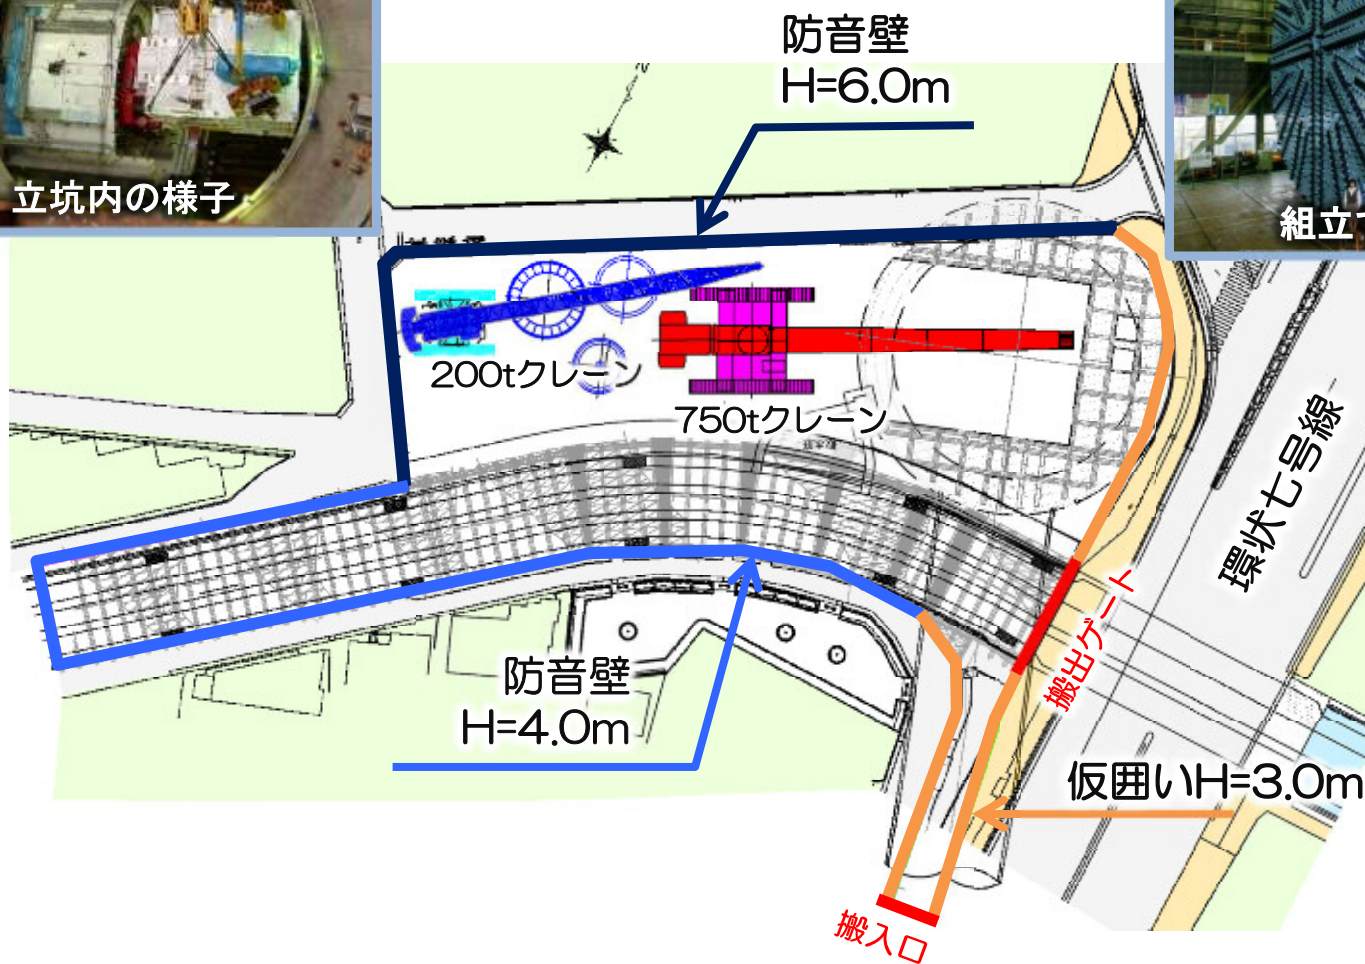 防音壁
H=6.0m
立坑内の様子
組立
200tクレーン
750tクレーン
環状七号線
搬出ゲート
防音壁
H=4.0m
仮囲いH=3.0m
搬入口